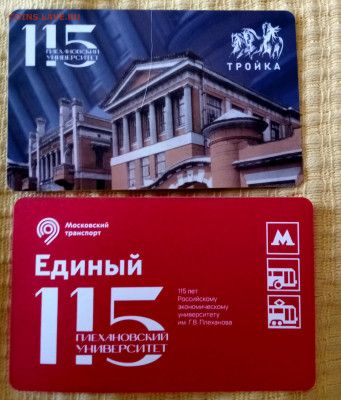 115
ПЛЕХАНОВСКИЙ
УНИВЕРСИТЕТ
ТРОЙКА
Московский
транспорт
Единый
115
ПЛЕХАНОВСКИЙ
УНИВЕРСИТЕТ
115 лет
Российскому
экономическому
университету
им. Г.В. Плеханова
М